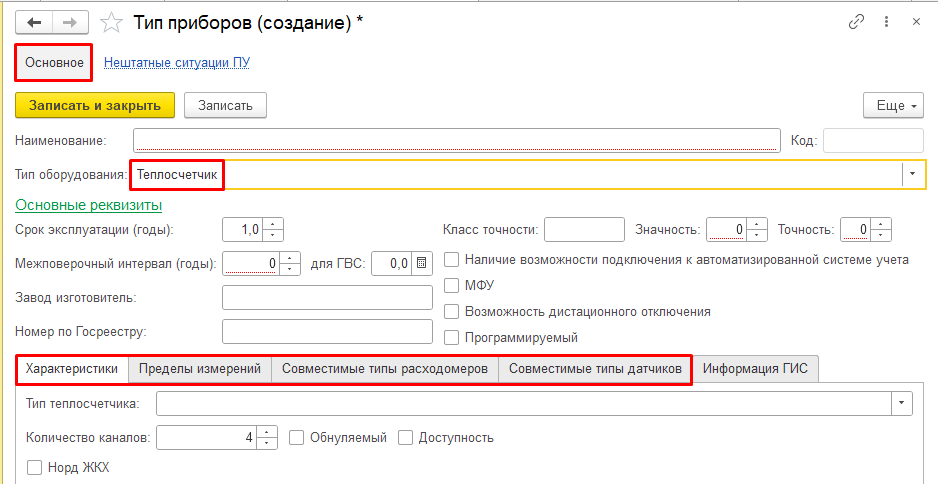 Тип приборов (создание) *
Основное Нештатные ситуации ПУ
Записать и закрыть Записать Еще
Наименование: Код:
Тип оборудования: Теплосчетчик
Основные реквизиты
Срок эксплуатации (годы): 1,0 Класс точности: Значность: 0 Точность: 0
Межповерочный интервал (годы): 0 для ГВС: 0,0 Наличие возможности подключения к автоматизированной системе учета
МФУ
Завод изготовитель:
Возможность дистационного отключения
Номер по Госреестру:
Программируемый
Характеристики Пределы измерений Совместимые типы расходомеров Совместимые типы датчиков Информация ГИС
Тип теплосчетчика:
Количество каналов: 4 Обнуляемый Доступность
Норд ЖКХ